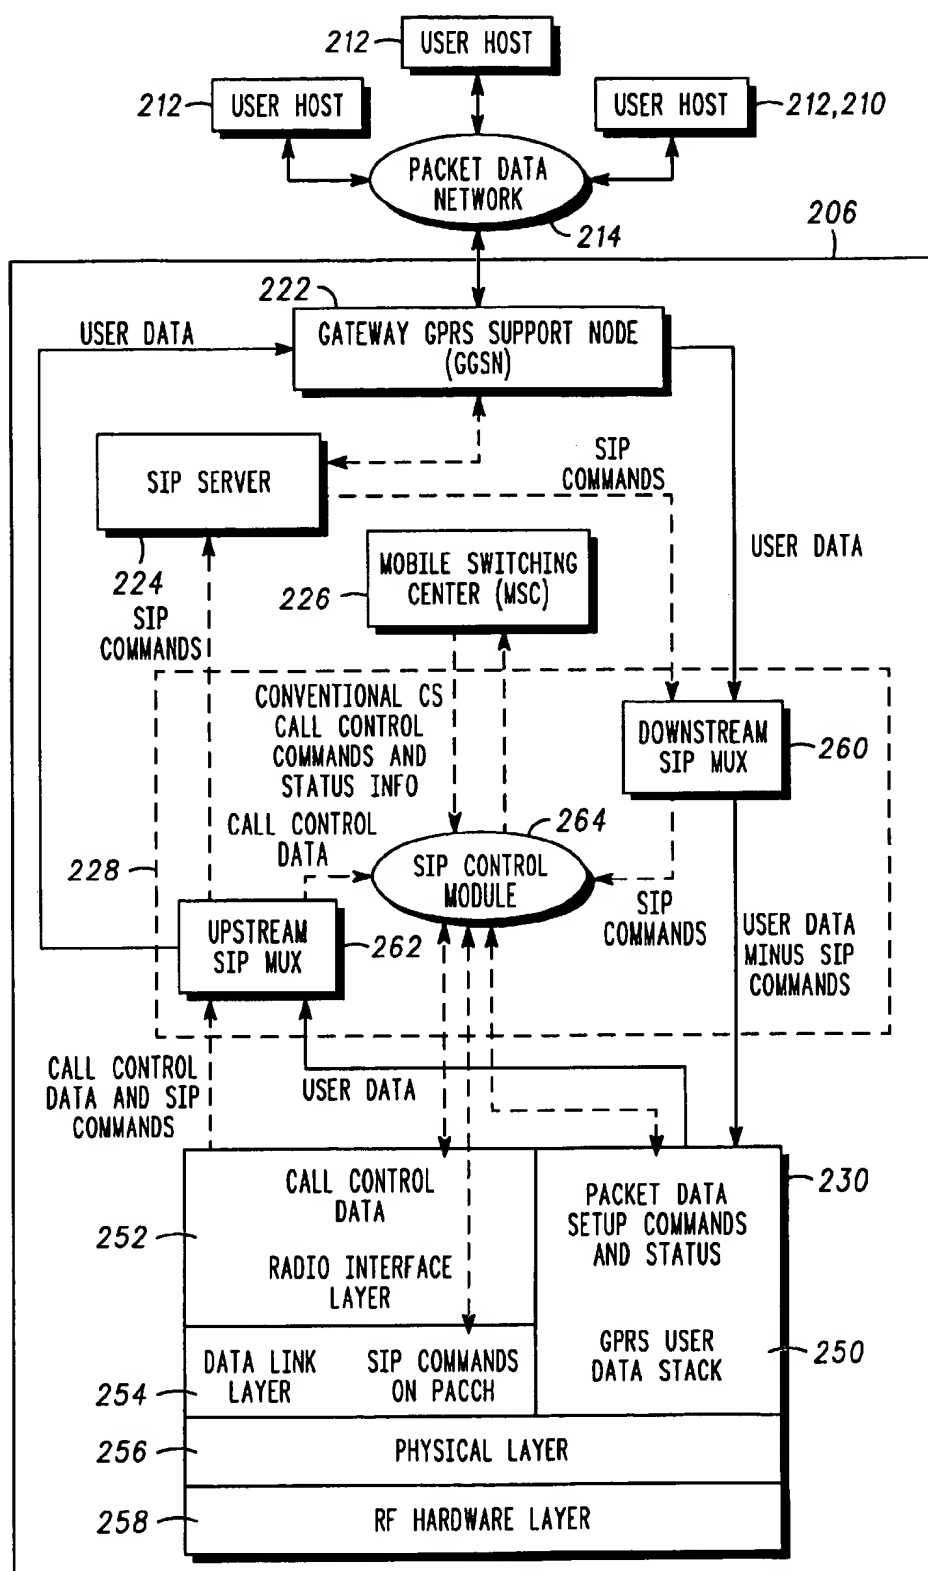 212
USER HOST
212
USER HOST
USER HOST
212,210
PACKET DATA
NETWORK
214
206
222
USER DATA
GATEWAY GPRS SUPPORT NODE
(GGSN)
SIP SERVER
SIP
COMMANDS
224
SIP
COMMANDS
226
MOBILE SWITCHING
CENTER (MSC)
USER DATA
CONVENTIONAL CS
CALL CONTROL
COMMANDS AND
STATUS INFO
DOWNSTREAM
SIP MUX
260
CALL CONTROL
DATA
264
228
SIP CONTROL
MODULE
SIP
COMMANDS
UPSTREAM
SIP MUX
262
USER DATA
MINUS SIP
COMMANDS
CALL CONTROL
DATA AND SIP
COMMANDS
USER DATA
230
CALL CONTROL
DATA
PACKET DATA
SETUP COMMANDS
AND STATUS
252
RADIO INTERFACE
LAYER
GPRS USER
DATA STACK
250
DATA LINK
LAYER
SIP COMMANDS
ON PACCH
254
256
PHYSICAL LAYER
258
RF HARDWARE LAYER